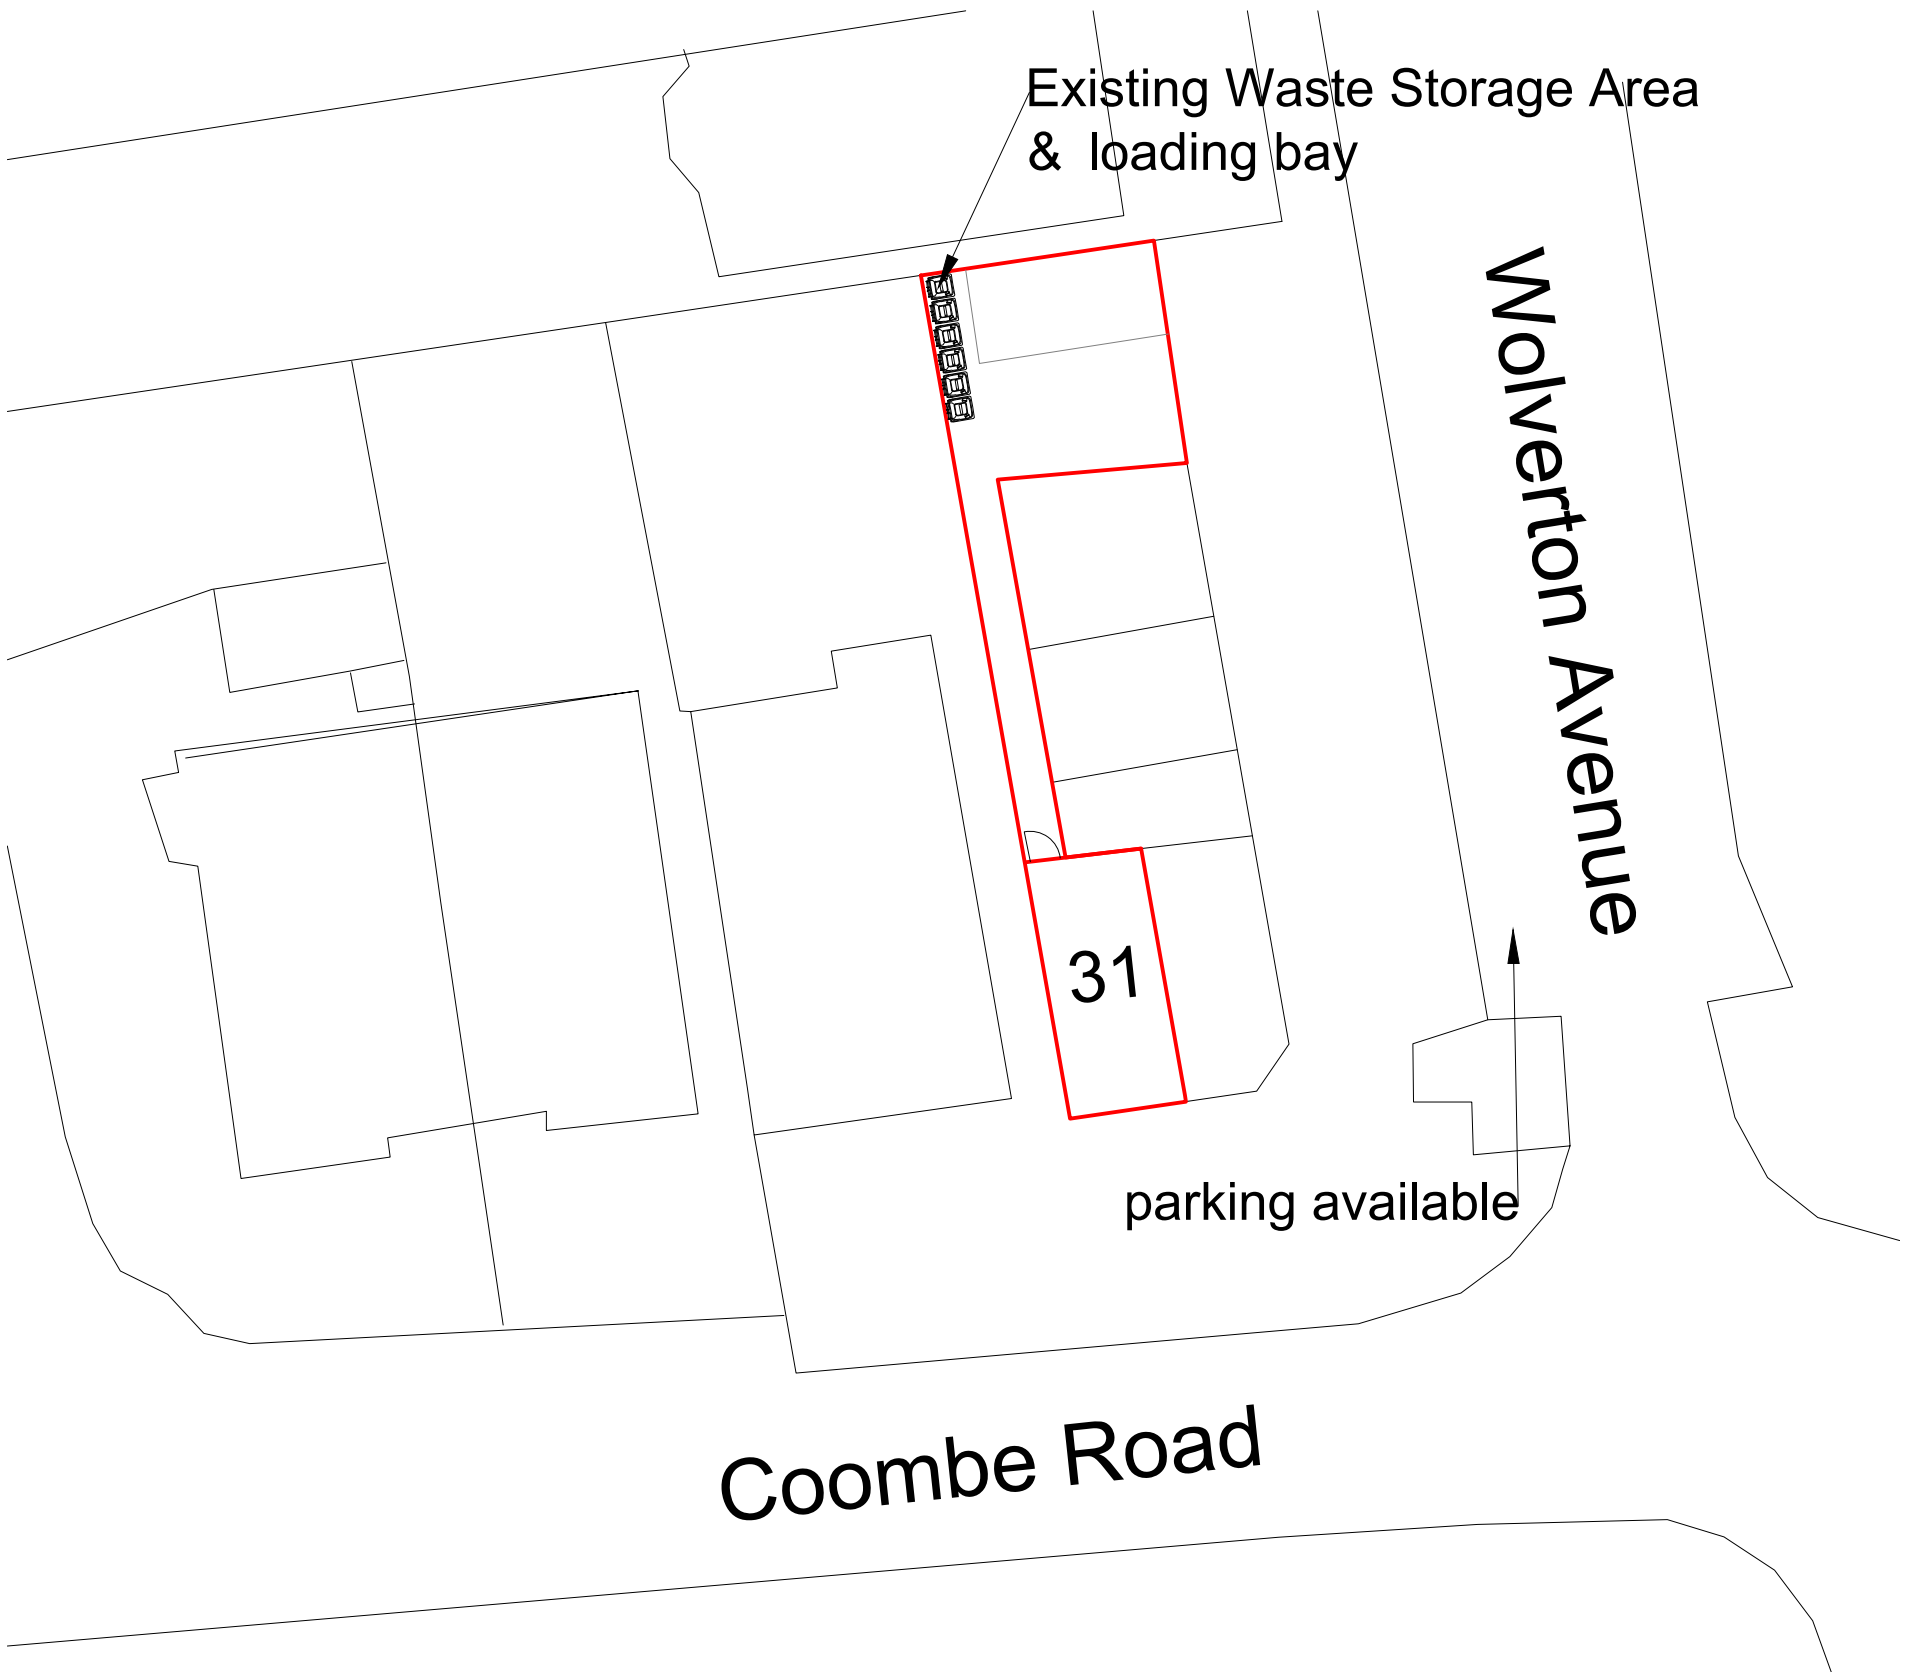 Existing Waste Storage Area
& loading bay
Wolverton Avenue
31
parking available
Coombe Road